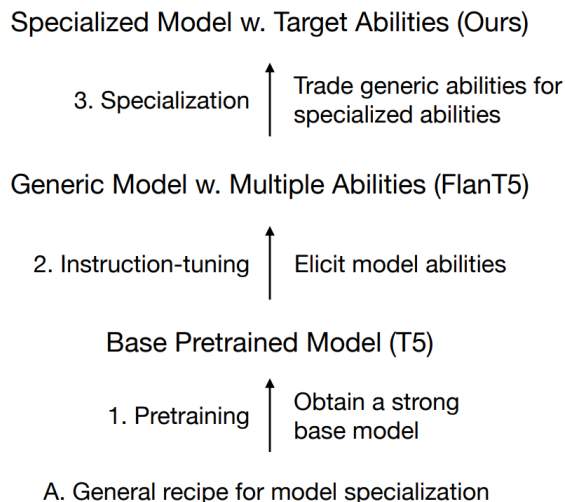 Specialized Model w. Target Abilities (Ours)
3. Specialization
Trade generic abilities for
specialized abilities
Generic Model w. Multiple Abilities (FlanT5)
2. Instruction-tuning
Elicit model abilities
Base Pretrained Model (T5)
1. Pretraining
Obtain a strong
base model
A. General recipe for model specialization